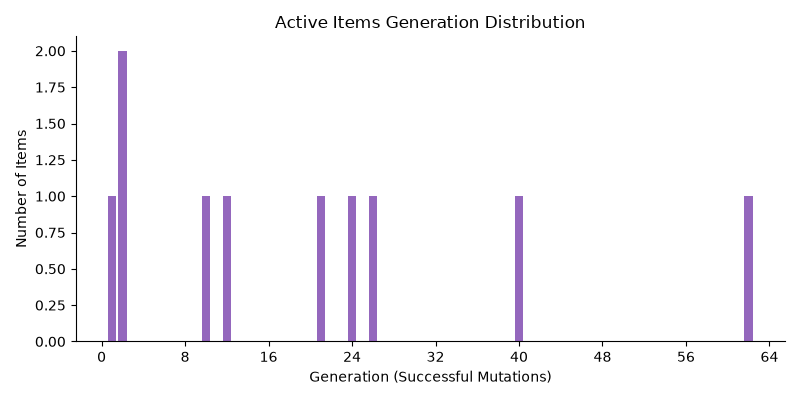 Active Items Generation Distribution
Number of Items
2.00
1.75
1.50
1.25
1.00
0.75
0.50
0.25
0.00
0 8 16 24 32 40 48 56 64
Generation (Successful Mutations)